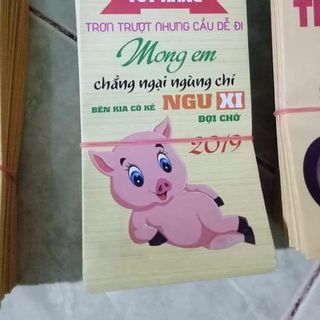 TRƠN TRƯỢT NHƯNG CẦU DỄ ĐI
Mong em
chẳng ngại ngùng chi
BÊN KIA CÓ KẺ NGU XI
ĐỢI CHỜ
2019